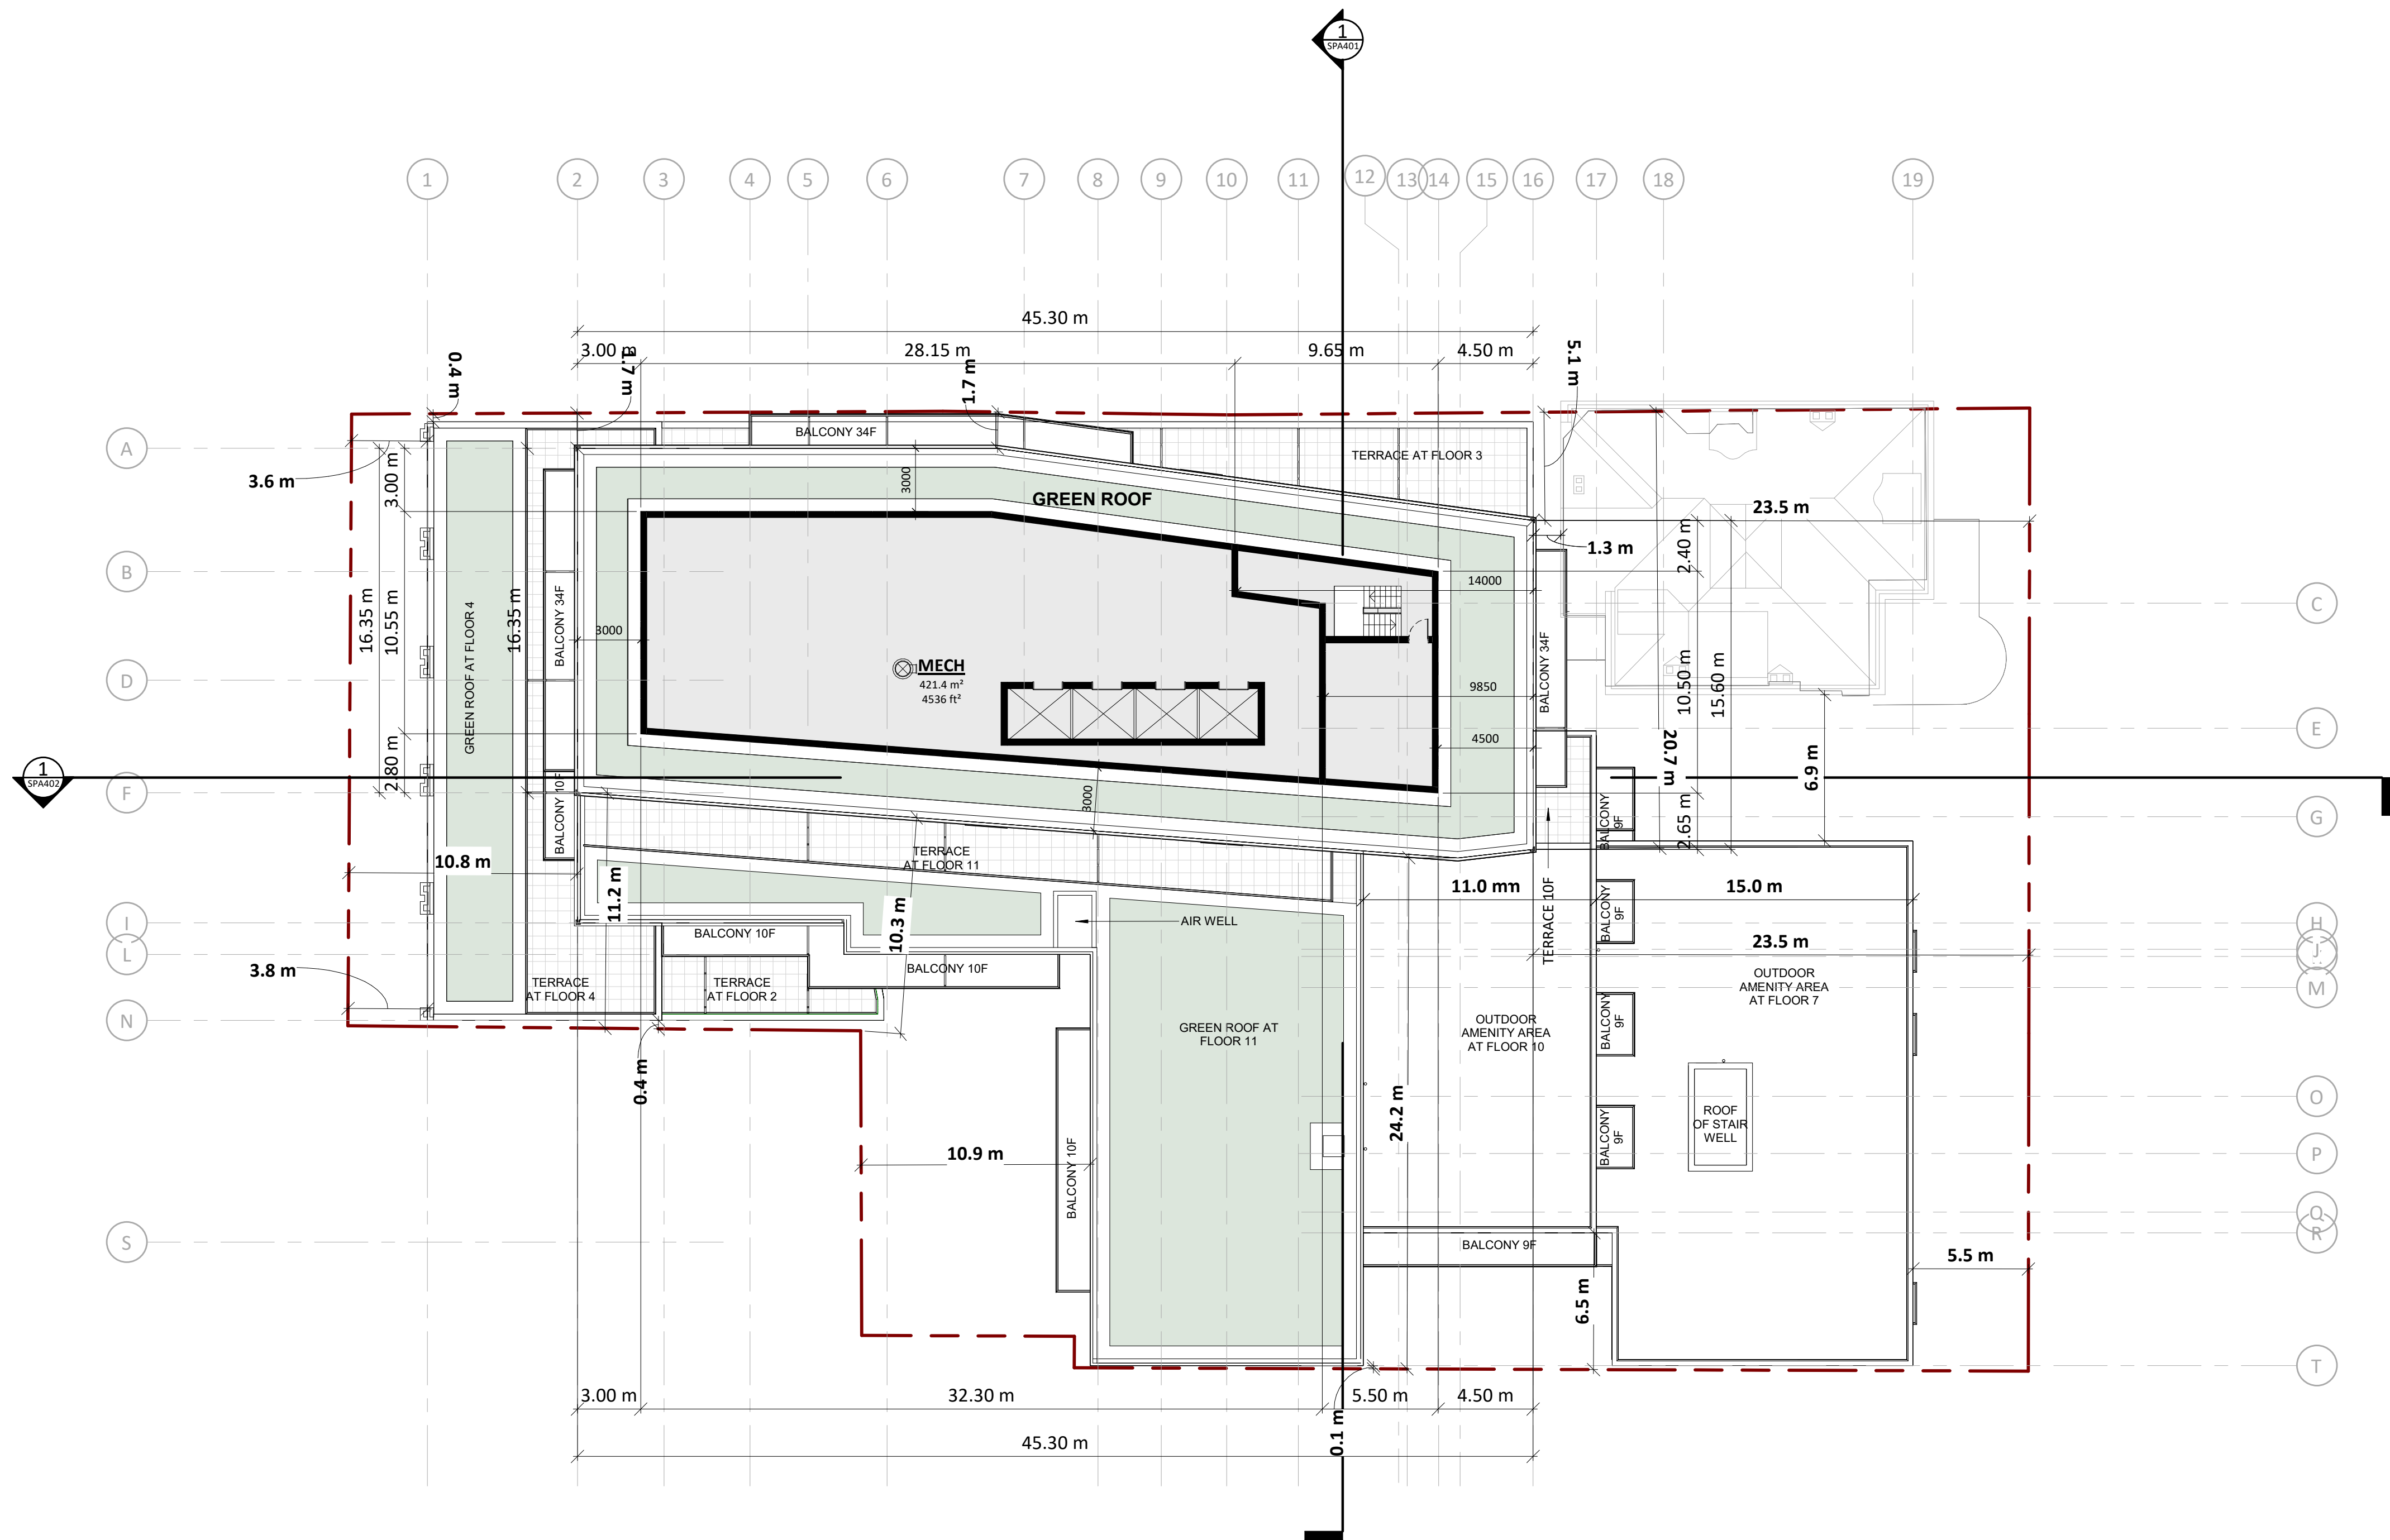 1
SPA401
1 2 3 4 5 6 7 8 9 10 11 12 13 14 15 16 17 18 19
45.30 m
3.00 m 28.15 m 9.65 m 4.50 m
0.4 m
1.7 m
1.7 m
5.1 m
A
BALCONY 34F
TERRACE AT FLOOR 3
3.6 m
3.00 m
3000
GREEN ROOF
23.5 m
2.40 m
1.3 m
B
14000
C
16.35 m
10.55 m
GREEN ROOF AT FLOOR 4
16.35 m
BALCONY 34F
3000
MECH
421.4 m²
4536 ft²
D
9850
BALCONY 34F
10.50 m
15.60 m
E
4500
20.7 m
6.9 m
1
SPA402
2.80 m
F
BALCONY 10F
3000
BALCONY
9F
G
2.65 m
TERRACE
AT FLOOR 11
10.8 m
11.2 m
10.3 m
11.0 mm
15.0 m
AIR WELL
TERRACE 10F
BALCONY
9F
I
H
BALCONY 10F
L
J
23.5 m
3.8 m
BALCONY 10F
TERRACE
AT FLOOR 4
TERRACE
AT FLOOR 2
OUTDOOR
AMENITY AREA
AT FLOOR 7
M
N
GREEN ROOF AT
FLOOR 11
OUTDOOR
AMENITY AREA
AT FLOOR 10
BALCONY
9F
0.4 m
24.2 m
O
ROOF
OF STAIR
WELL
BALCONY
9F
10.9 m
BALCONY 10F
P
Q
R
S
BALCONY 9F
5.5 m
6.5 m
T
3.00 m 32.30 m 5.50 m 4.50 m
0.1 m
45.30 m